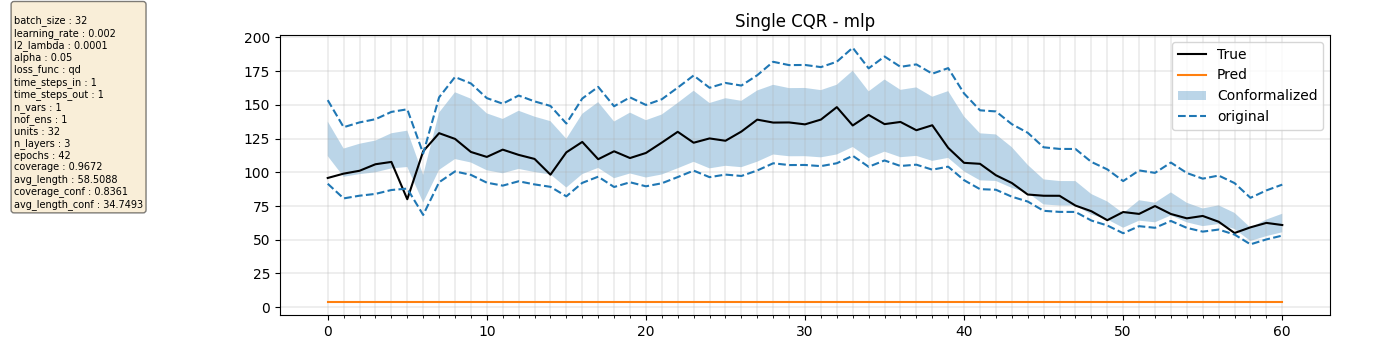 batch_size : 32
learning_rate : 0.002
l2_lambda : 0.0001
alpha : 0.05
loss_func : qd
time_steps_in : 1
time_steps_out : 1
n_vars : 1
nof_ens : 1
units : 32
n_layers : 3
epochs : 42
coverage : 0.9672
avg_length : 58.5088
coverage_conf : 0.8361
avg_length_conf : 34.7493
Single CQR - mlp
True
Pred
Conformalized
original
200
175
150
125
100
75
50
25
0
0 10 20 30 40 50 60